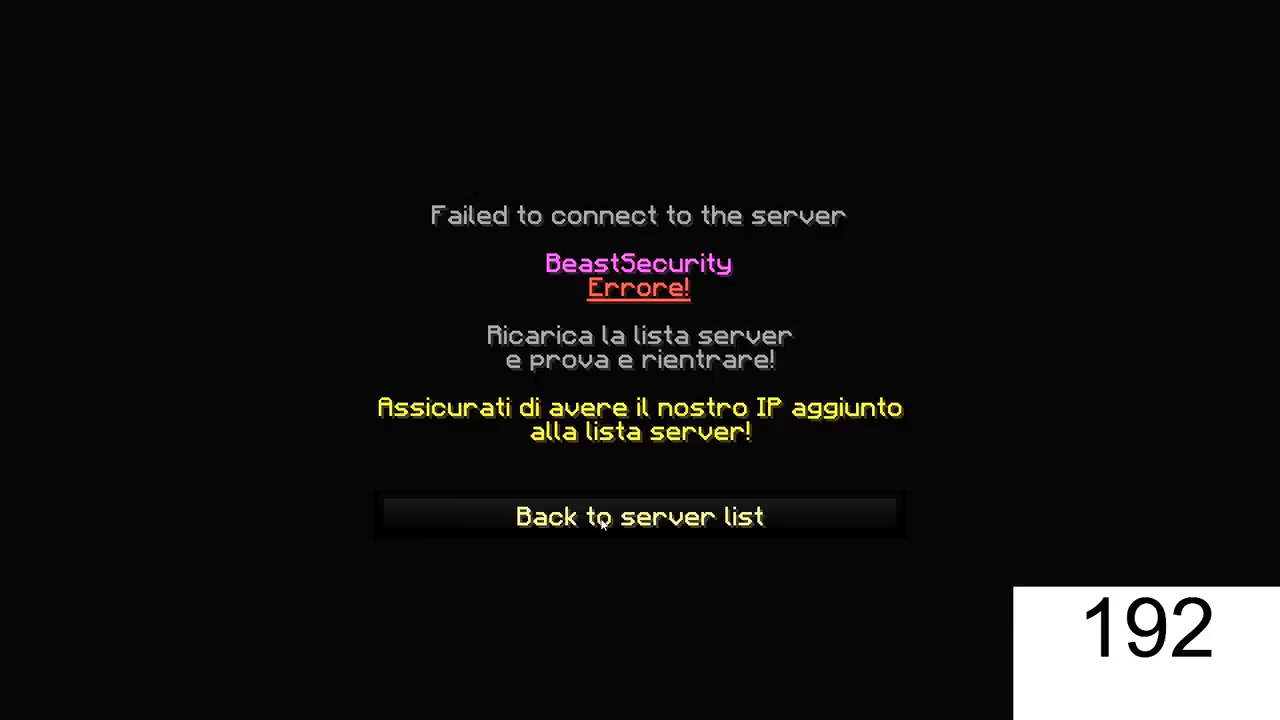 Failed to connect to the server
BeastSecurity
Errore!
Ricarica la lista server
e prova e rientrare!
Assicurati di avere il nostro IP aggiunto
alla lista server!
Back to server list
192